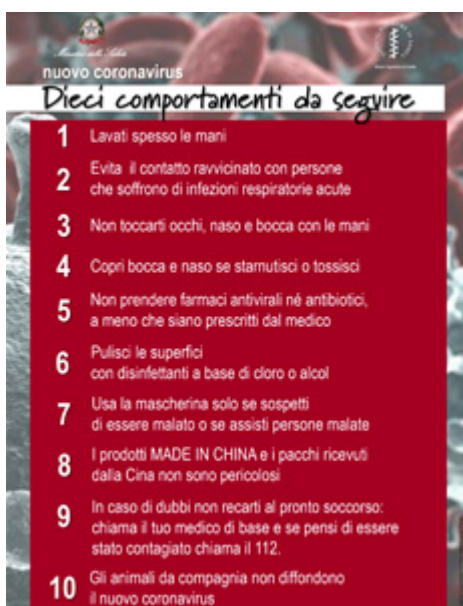 Ministero della Salute
nuovo coronavirus
Dieci comportamenti da seguire
1 Lavati spesso le mani
2 Evita il contatto ravvicinato con persone
che soffrono di infezioni respiratorie acute
3 Non toccarti occhi, naso e bocca con le mani
4 Copri bocca e naso se starnutisci o tossisci
5 Non prendere farmaci antivirali né antibiotici,
a meno che siano prescritti dal medico
6 Pulisci le superfici
con disinfettanti a base di cloro o alcol
7 Usa la mascherina solo se sospetti
di essere malato o se assisti persone malate
8 I prodotti MADE IN CHINA e i pacchi ricevuti
dalla Cina non sono pericolosi
9 In caso di dubbi non recarti al pronto soccorso:
chiama il tuo medico di base e se pensi di essere
stato contagiato chiama il 112.
10 Gli animali da compagnia non diffondono
il nuovo coronavirus